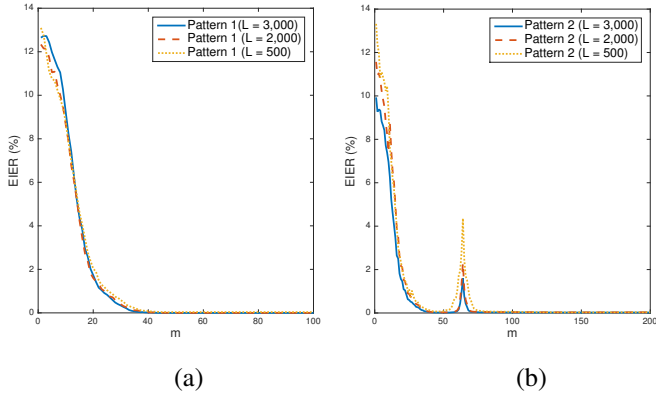 14
12
10
8
6
4
2
0
EIER (%)
0
20
40
60
80
100
m
Pattern 1(L = 3,000)
Pattern 1 (L = 2,000)
Pattern 1 (L = 500)
(a)
14
12
10
8
6
4
2
0
EIER (%)
0
50
100
150
200
m
Pattern 2 (L = 3,000)
Pattern 2 (L = 2,000)
Pattern 2 (L = 500)
(b)